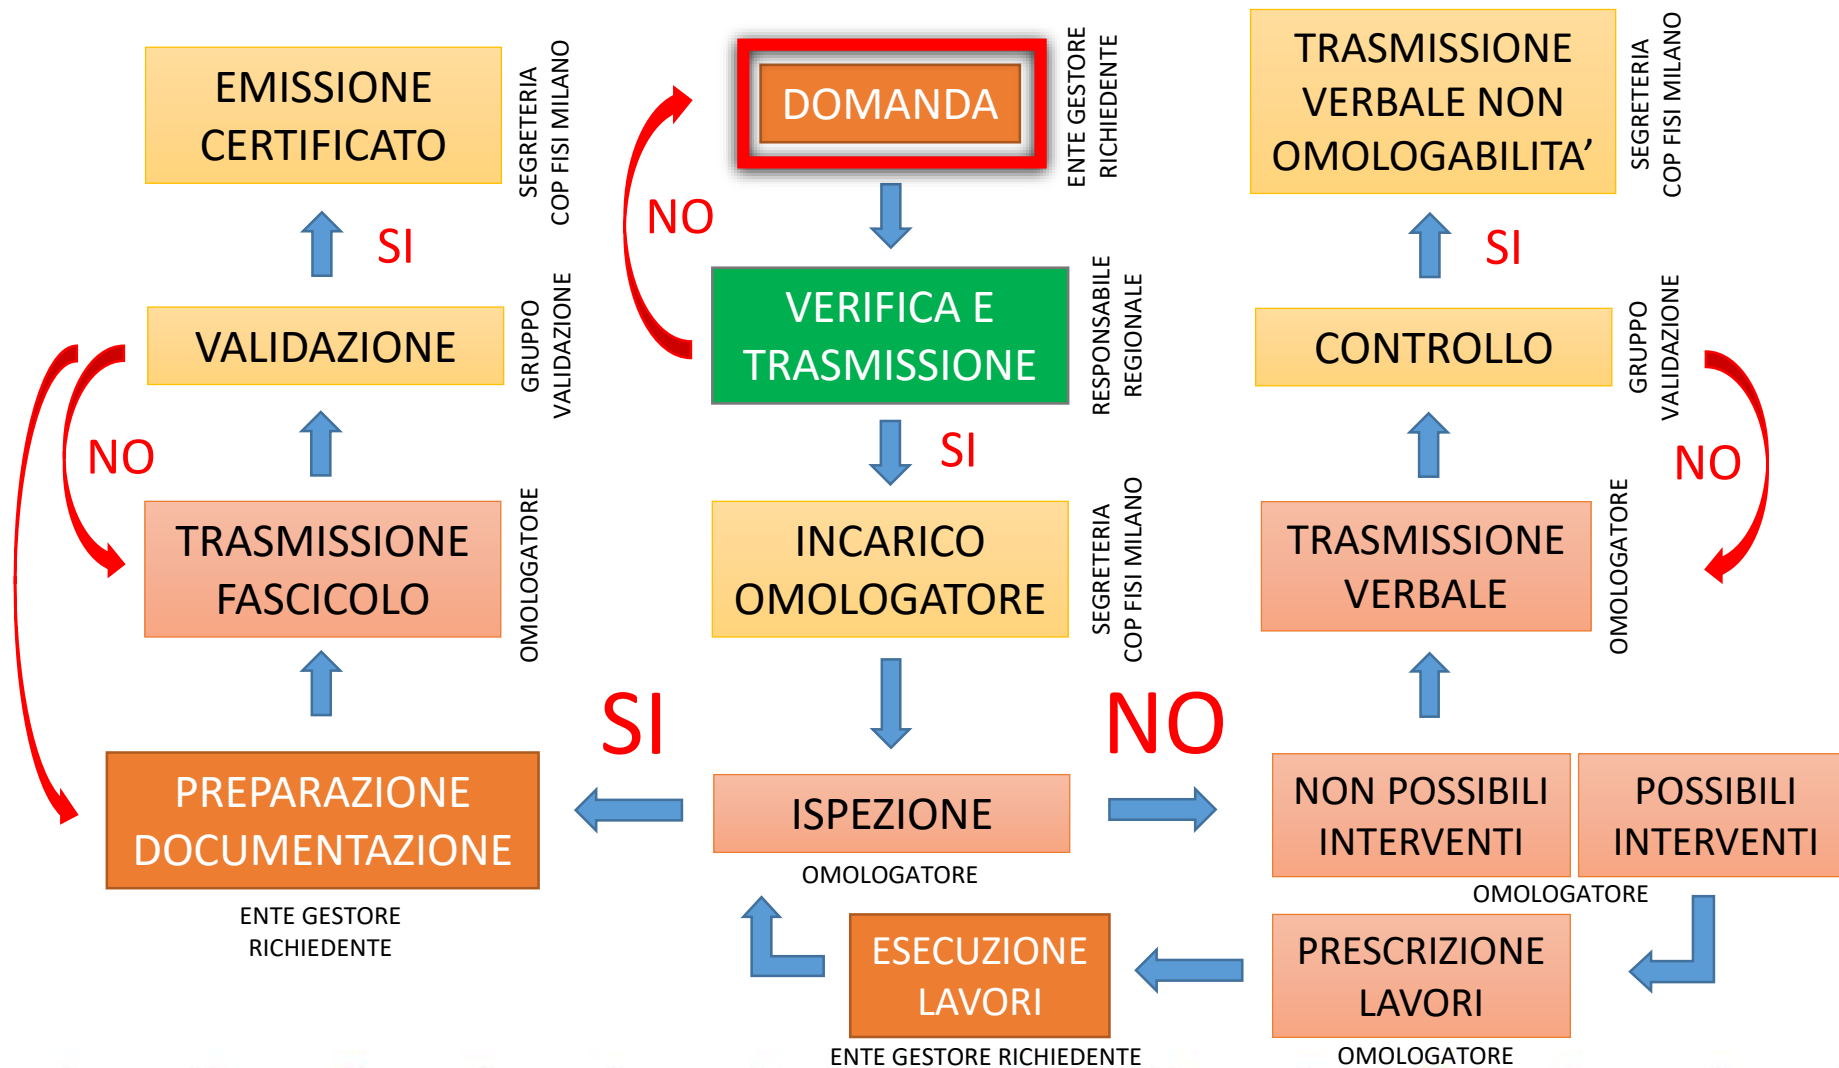 EMISSIONE
CERTIFICATO
SEGRETERIA
COP FISI MILANO
SI
VALIDAZIONE
GRUPPO
VALIDAZIONE
NO
TRASMISSIONE
FASCICOLO
OMOLOGATORE
PREPARAZIONE
DOCUMENTAZIONE
ENTE GESTORE
RICHIEDENTE
DOMANDA
ENTE GESTORE
RICHIEDENTE
NO
VERIFICA E
TRASMISSIONE
RESPONSABILE
REGIONALE
SI
INCARICO
OMOLOGATORE
SEGRETERIA
COP FISI MILANO
SI
NO
ISPEZIONE
OMOLOGATORE
ESECUZIONE
LAVORI
ENTE GESTORE RICHIEDENTE
TRASMISSIONE
VERBALE NON
OMOLOGABILITA’
SEGRETERIA
COP FISI MILANO
SI
CONTROLLO
GRUPPO
VALIDAZIONE
NO
TRASMISSIONE
VERBALE
OMOLOGATORE
NON POSSIBILI
INTERVENTI
POSSIBILI
INTERVENTI
OMOLOGATORE
PRESCRIZIONE
LAVORI
OMOLOGATORE